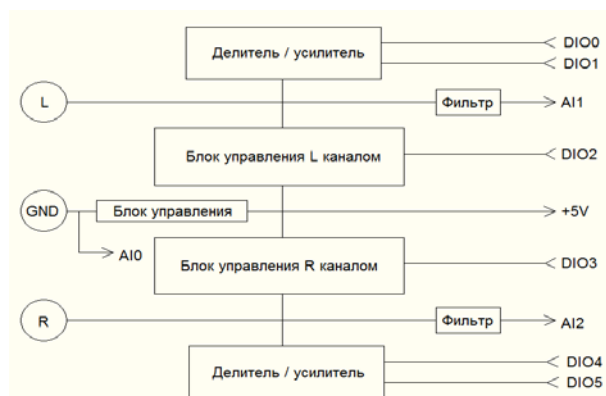 Делитель / усилитель
DIO0
DIO1
L
Фильтр
AI1
Блок управления L каналом
DIO2
GND
Блок управления
+5V
AI0
Блок управления R каналом
DIO3
R
Фильтр
AI2
Делитель / усилитель
DIO4
DIO5